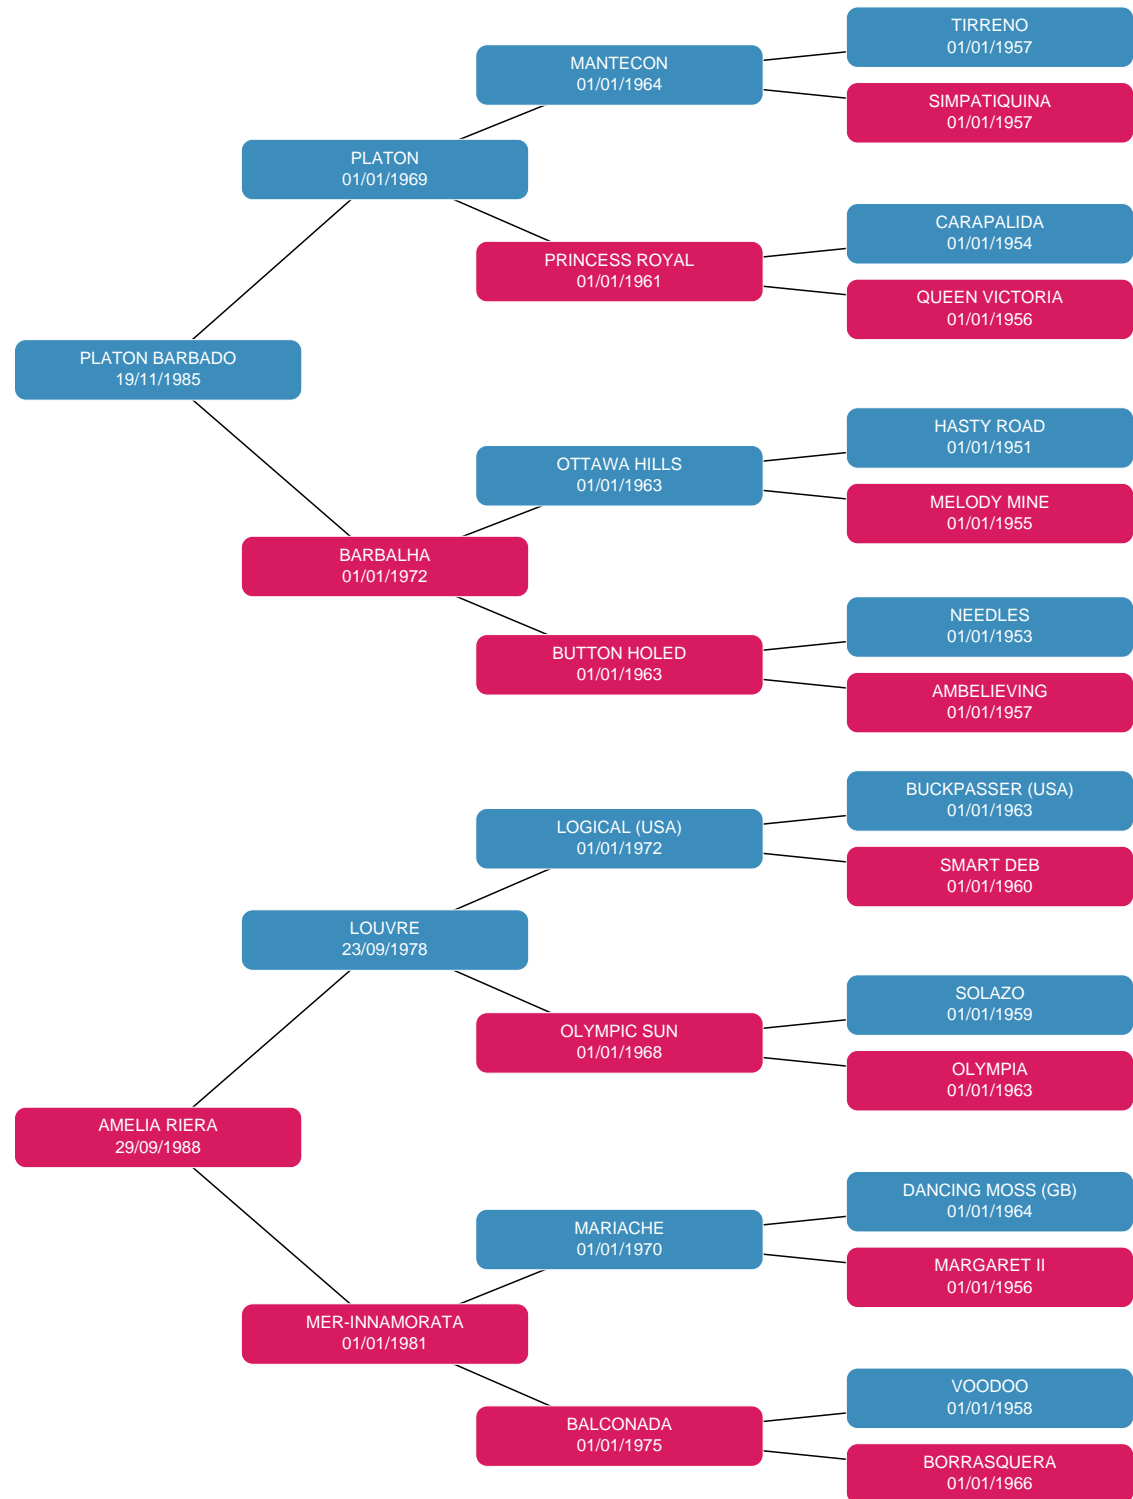 TIRRENO
01/01/1957
MANTECON
01/01/1964
SIMPATIQUINA
01/01/1957
PLATON
01/01/1969
CARAPALIDA
01/01/1954
PRINCESS ROYAL
01/01/1961
QUEEN VICTORIA
01/01/1956
PLATON BARBADO
19/11/1985
HASTY ROAD
01/01/1951
OTTAWA HILLS
01/01/1963
MELODY MINE
01/01/1955
BARBALHA
01/01/1972
NEEDLES
01/01/1953
BUTTON HOLED
01/01/1963
AMBELIEVING
01/01/1957
BUCKPASSER (USA)
01/01/1963
LOGICAL (USA)
01/01/1972
SMART DEB
01/01/1960
LOUVRE
23/09/1978
SOLAZO
01/01/1959
OLYMPIC SUN
01/01/1968
OLYMPIA
01/01/1963
AMELIA RIERA
29/09/1988
DANCING MOSS (GB)
01/01/1964
MARIACHE
01/01/1970
MARGARET II
01/01/1956
MER-INNAMORATA
01/01/1981
VOODOO
01/01/1958
BALCONADA
01/01/1975
BORRASQUERA
01/01/1966